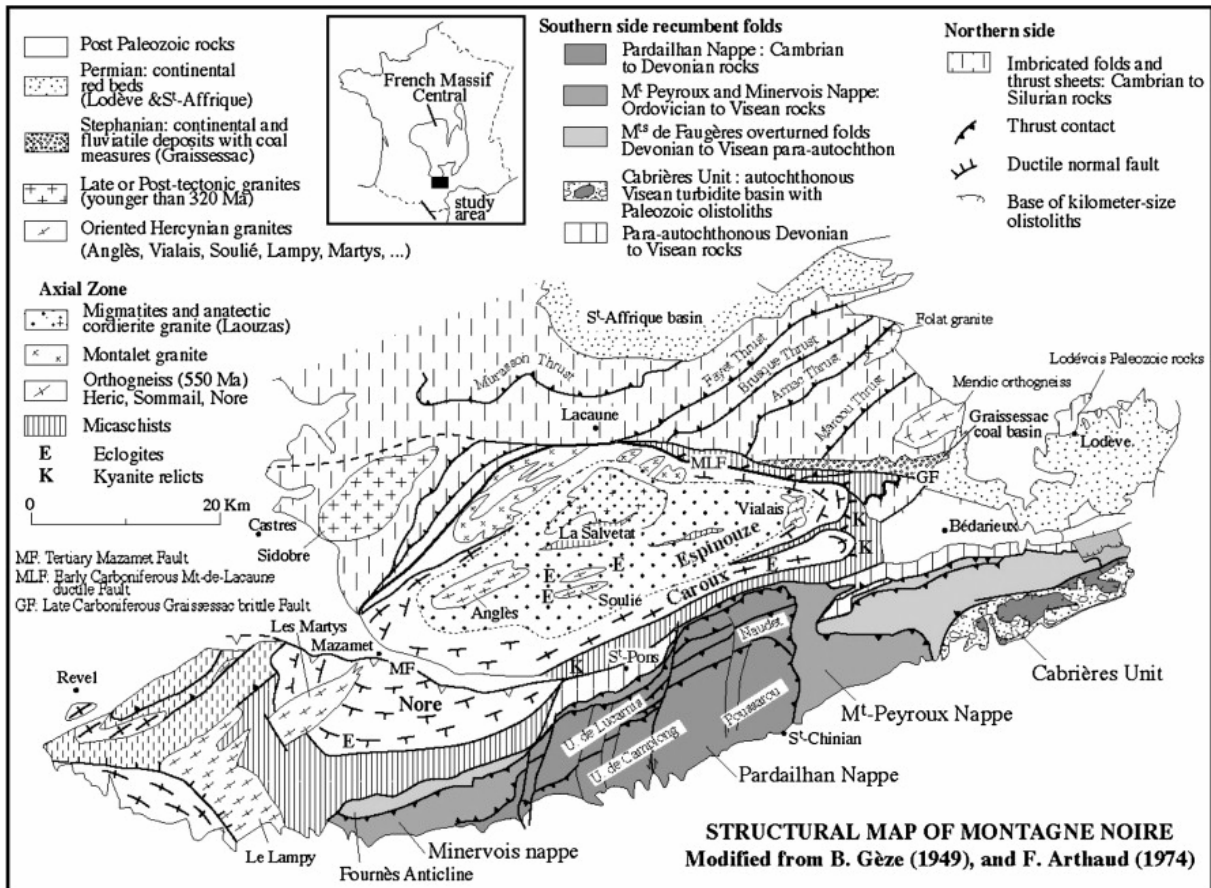 Post Paleozoic rocks
Permian: continental
red beds
(Lodève &Sᵗ-Affrique)
Stephanian: continental and
fluviatile deposits with coal
measures (Graissessac)
Late or Post-tectonic granites
(younger than 320 Ma)
Oriented Hercynian granites
(Anglès, Vialais, Soulié, Lampy, Martys, ...)
Axial Zone
Migmatites and anatectic
cordierite granite (Laouzas)
Montalet granite
Orthogneiss (550 Ma)
Heric, Sommail, Nore
Micaschists
E Eclogites
K Kyanite relicts
0 20 Km
MF: Tertiary Mazamet Fault
MLF: Early Carboniferous Mt-de-Lacaune
ductile Fault
GF: Late Carboniferous Graissessac brittle Fault
French Massif
Central
study
area
Southern side recumbent folds
Pardailhan Nappe : Cambrian
to Devonian rocks
Mᵗ Peyroux and Minervois Nappe:
Ordovician to Visean rocks
Mᵗˢ de Faugères overturned folds
Devonian to Visean para-autochthon
Cabrières Unit : autochthonous
Visean turbidite basin with
Paleozoic olistoliths
Para-autochthonous Devonian
to Visean rocks
Northern side
Imbricated folds and
thrust sheets: Cambrian to
Silurian rocks
Thrust contact
Ductile normal fault
Base of kilometer-size
olistoliths
Sᵗ-Affrique basin
Murasson Thrust
Fayet Thrust
Brusque Thrust
Arnac Thrust
Marcou Thrust
Folat granite
Lodévois Paleozoic rocks
Mendic orthogneiss
Graissessac
coal basin
Lodève
Lacaune
MLF
GF
Castres
Sidobre
La Salvetat
Vialais
K
Bédarieux
Espinouze
K
E
E
E
E
Caroux
Anglès
Soulié
Les Martys
Mazamet
MF
K
Sᵗ-Pons
Naudet
Cabrières Unit
Revel
Nore
E
U. de Lucarnis
Poussarou
U. de Camplong
Mᵗ-Peyroux Nappe
Sᵗ-Chinian
Pardailhan Nappe
Le Lampy
Minervois nappe
Fournès Anticline
STRUCTURAL MAP OF MONTAGNE NOIRE
Modified from B. Gèze (1949), and F. Arthaud (1974)